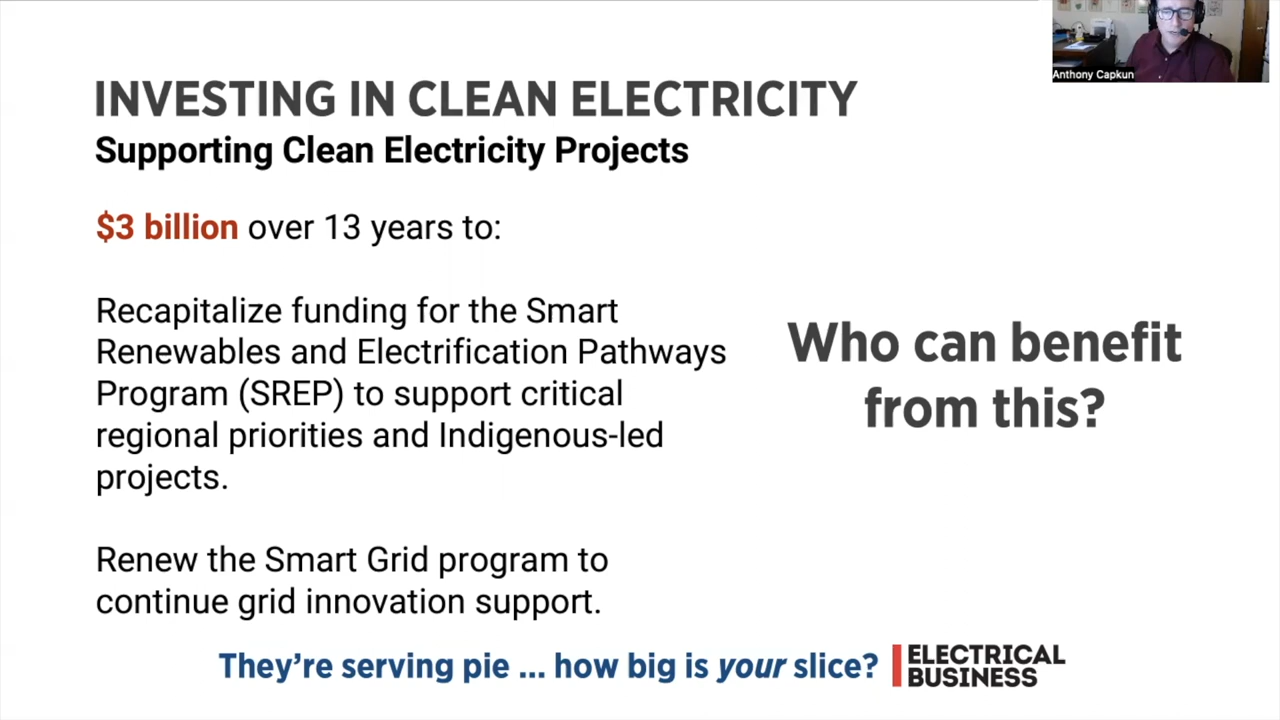 Anthony Capkun
INVESTING IN CLEAN ELECTRICITY
Supporting Clean Electricity Projects
$3 billion over 13 years to:
Recapitalize funding for the Smart
Renewables and Electrification Pathways
Program (SREP) to support critical
regional priorities and Indigenous-led
projects.
Renew the Smart Grid program to
continue grid innovation support.
Who can benefit
from this?
They're serving pie ... how big is your slice?
ELECTRICAL
BUSINESS